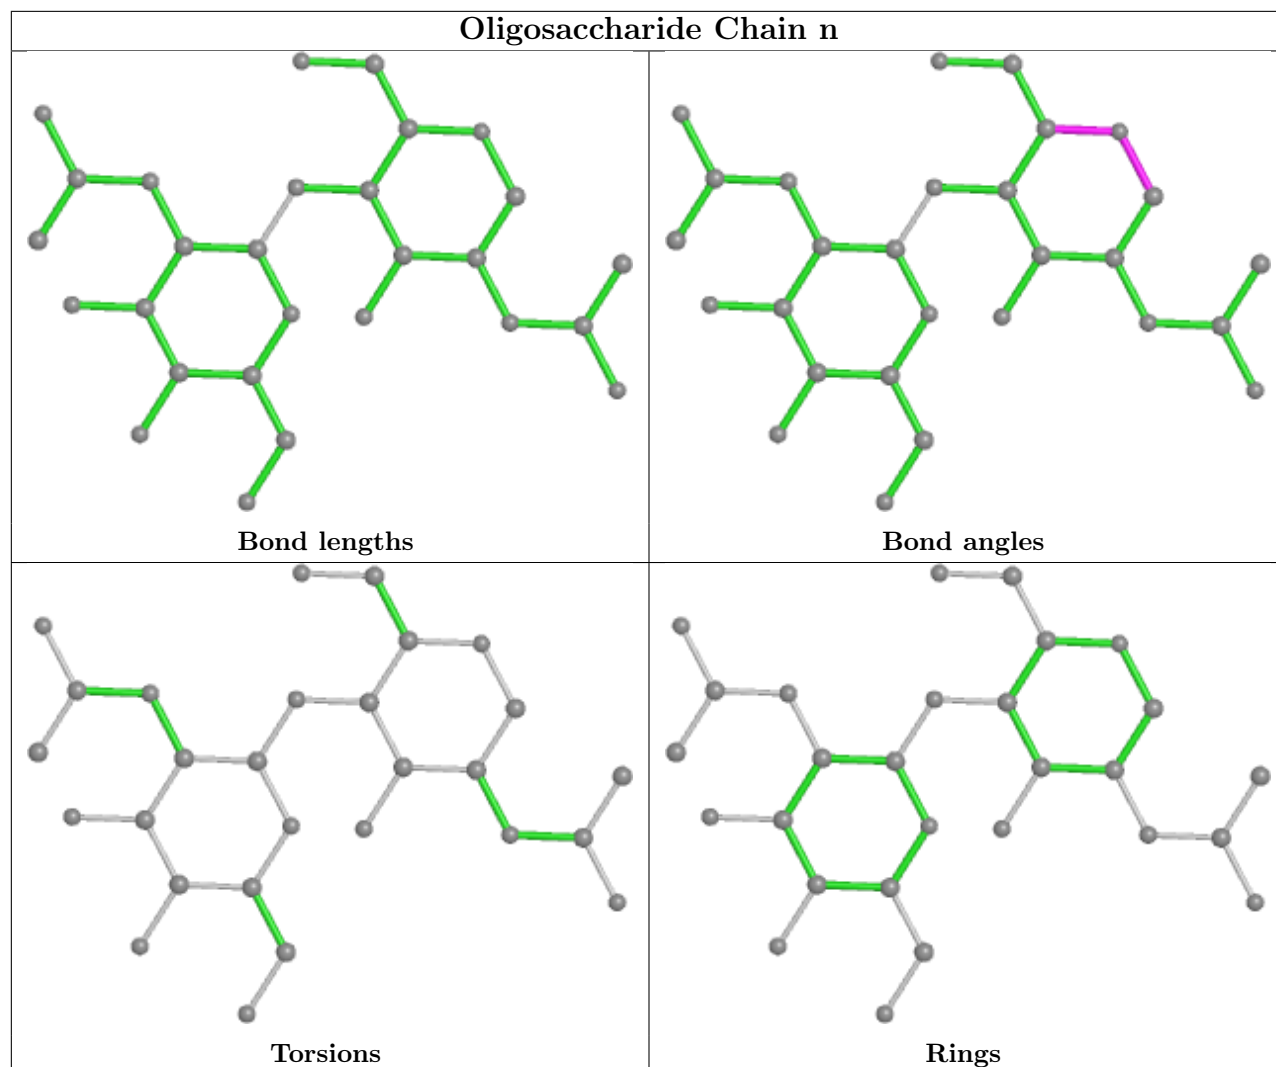 Oligosaccharide Chain n
Bond lengths
Bond angles
Torsions
Rings